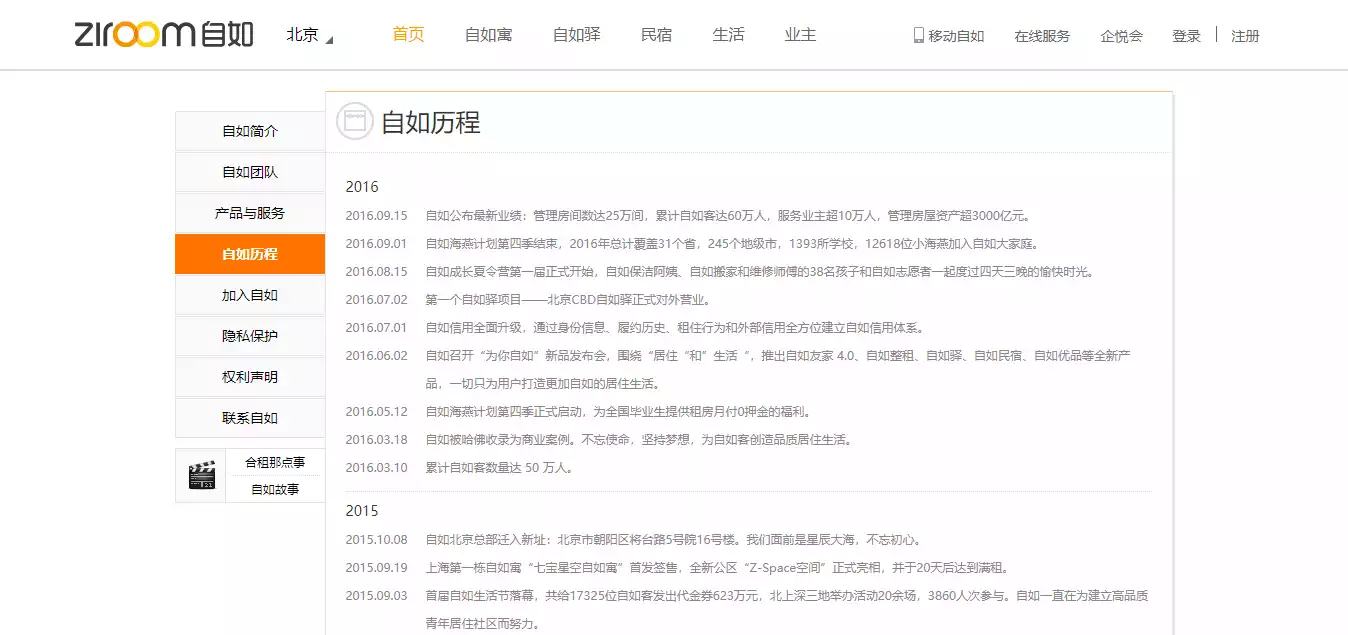 ziroom自如
北京
首页 自如寓 自如驿 民宿 生活 业主
移动自如 在线服务 企悦会 登录 | 注册
自如简介
自如团队
产品与服务
自如历程
加入自如
隐私保护
权利声明
联系自如
合租那点事
自如故事
自如历程
2016
2016.09.15 自如公布最新业绩：管理房间数达25万间，累计自如客达60万人，服务业主超10万人，管理房屋资产超3000亿元。
2016.09.01 自如海燕计划第四季结束，2016年总计覆盖31个省，245个地级市，1393所学校，12618位小海燕加入自如大家庭。
2016.08.15 自如成长夏令营第一届正式开始，自如保洁阿姨、自如搬家和维修师傅的38名孩子和自如志愿者一起度过四天三晚的愉快时光。
2016.07.02 第一个自如驿项目——北京CBD自如驿正式对外营业。
2016.07.01 自如信用全面升级，通过身份信息、履约历史、租住行为和外部信用全方位建立自如信用体系。
2016.06.02 自如召开“为你自如”新品发布会，围绕“居住“和”生活“，推出自如友家 4.0、自如整租、自如驿、自如民宿、自如优品等全新产
品，一切只为用户打造更加自如的居住生活。
2016.05.12 自如海燕计划第四季正式启动，为全国毕业生提供租房月付0押金的福利。
2016.03.18 自如被哈佛收录为商业案例。不忘使命，坚持梦想，为自如客创造品质居住生活。
2016.03.10 累计自如客数量达 50 万人。
2015
2015.10.08 自如北京总部迁入新址：北京市朝阳区将台路5号院16号楼。我们面前是星辰大海，不忘初心。
2015.09.19 上海第一栋自如寓“七宝星空自如寓”首发签售，全新公区“Z-Space空间”正式亮相，并于20天后达到满租。
2015.09.03 首届自如生活节落幕，共给17325位自如客发出代金券623万元，北上深三地举办活动20余场，3860人次参与。自如一直在为建立高品质
青年居住社区而努力。